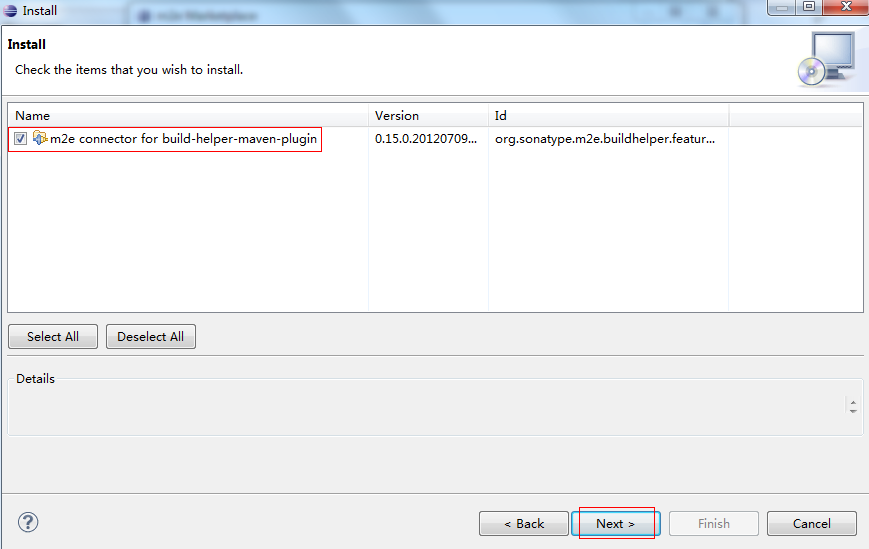 Install
m2e Marketplace
Install
Check the items that you wish to install.
Name Version Id
m2e connector for build-helper-maven-plugin 0.15.0.20120709... org.sonatype.m2e.buildhelper.featur...
Select All Deselect All
Details
< Back Next > Finish Cancel